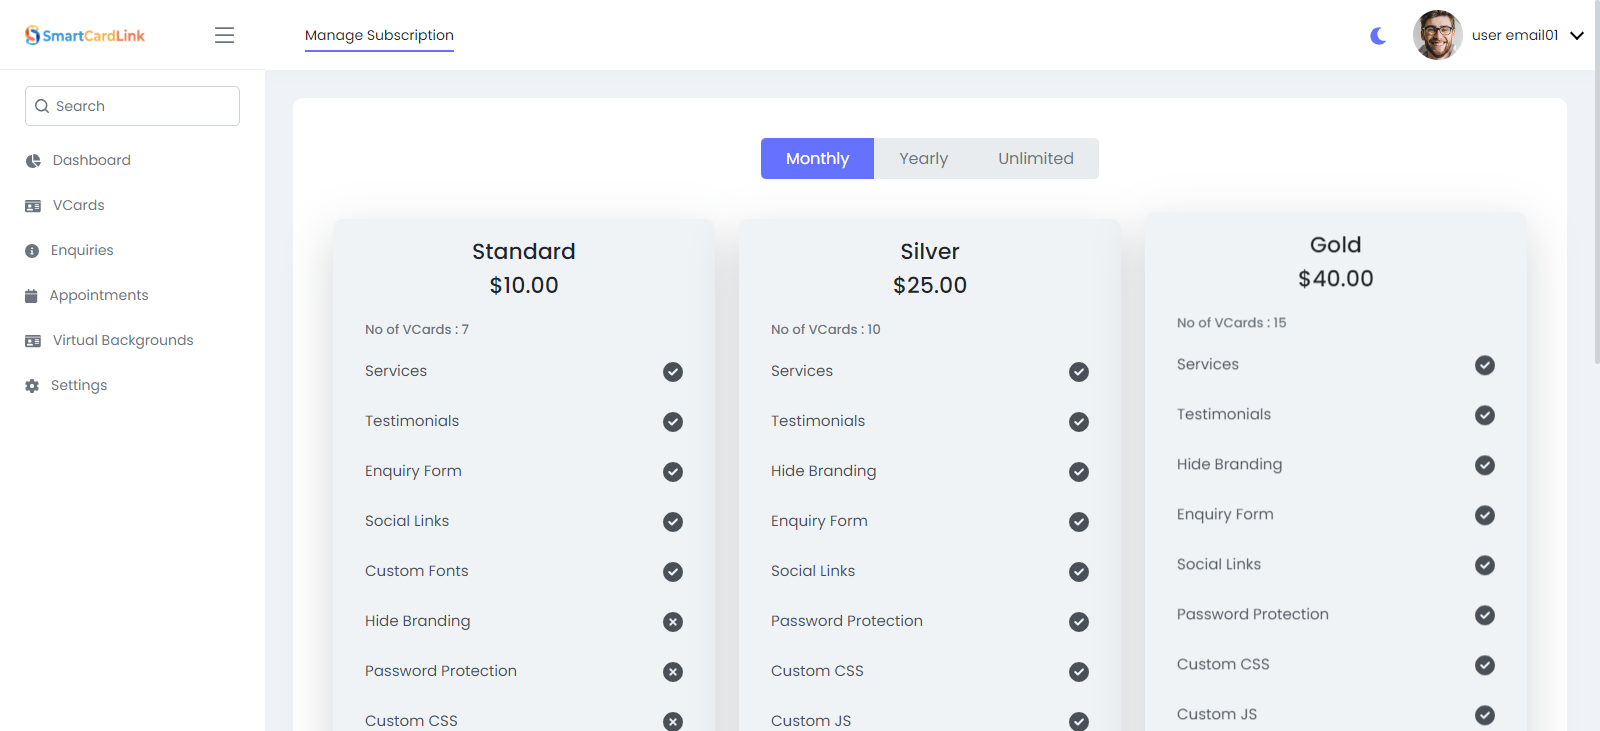 SmartCardLink
Manage Subscription
user email01
Search
Dashboard
VCards
Enquiries
Appointments
Virtual Backgrounds
Settings
Monthly
Yearly
Unlimited
Standard
$10.00
No of VCards : 7
Services
Testimonials
Enquiry Form
Social Links
Custom Fonts
Hide Branding
Password Protection
Custom CSS
Silver
$25.00
No of VCards : 10
Services
Testimonials
Hide Branding
Enquiry Form
Social Links
Password Protection
Custom CSS
Custom JS
Gold
$40.00
No of VCards : 15
Services
Testimonials
Hide Branding
Enquiry Form
Social Links
Password Protection
Custom CSS
Custom JS